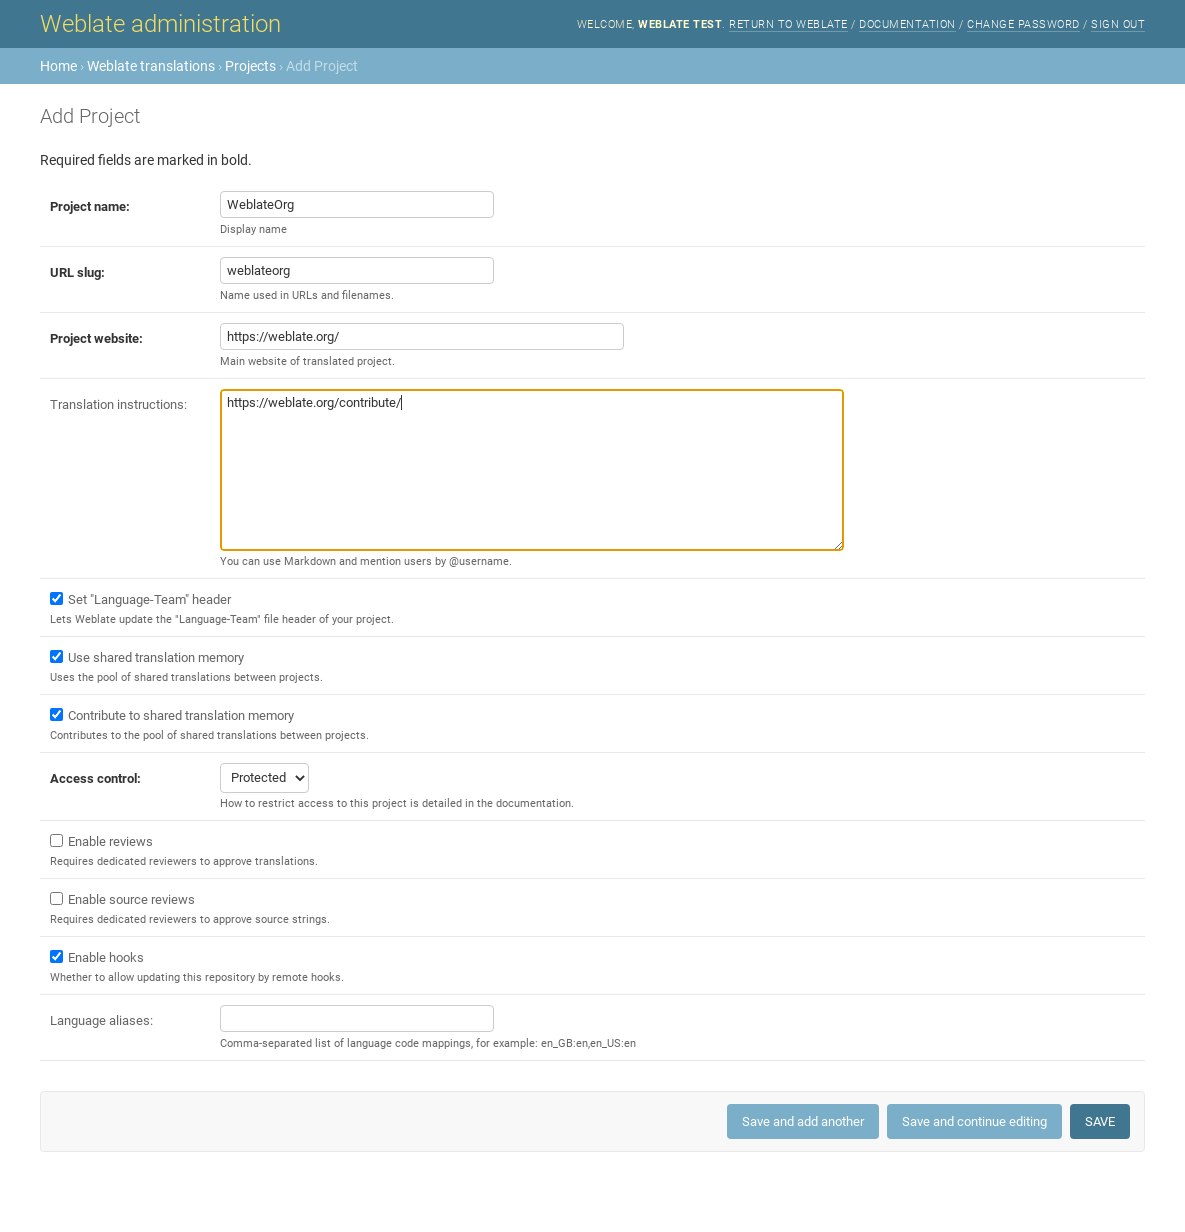 Weblate administration
WELCOME, WEBLATE TEST. RETURN TO WEBLATE / DOCUMENTATION / CHANGE PASSWORD / SIGN OUT
Home › Weblate translations › Projects › Add Project
Add Project
Required fields are marked in bold.
Project name:
WeblateOrg
Display name
URL slug:
weblateorg
Name used in URLs and filenames.
Project website:
https://weblate.org/
Main website of translated project.
Translation instructions:
https://weblate.org/contribute/
You can use Markdown and mention users by @username.
Set "Language-Team" header
Lets Weblate update the "Language-Team" file header of your project.
Use shared translation memory
Uses the pool of shared translations between projects.
Contribute to shared translation memory
Contributes to the pool of shared translations between projects.
Access control:
Protected
How to restrict access to this project is detailed in the documentation.
Enable reviews
Requires dedicated reviewers to approve translations.
Enable source reviews
Requires dedicated reviewers to approve source strings.
Enable hooks
Whether to allow updating this repository by remote hooks.
Language aliases:
Comma-separated list of language code mappings, for example: en_GB:en,en_US:en
Save and add another
Save and continue editing
SAVE